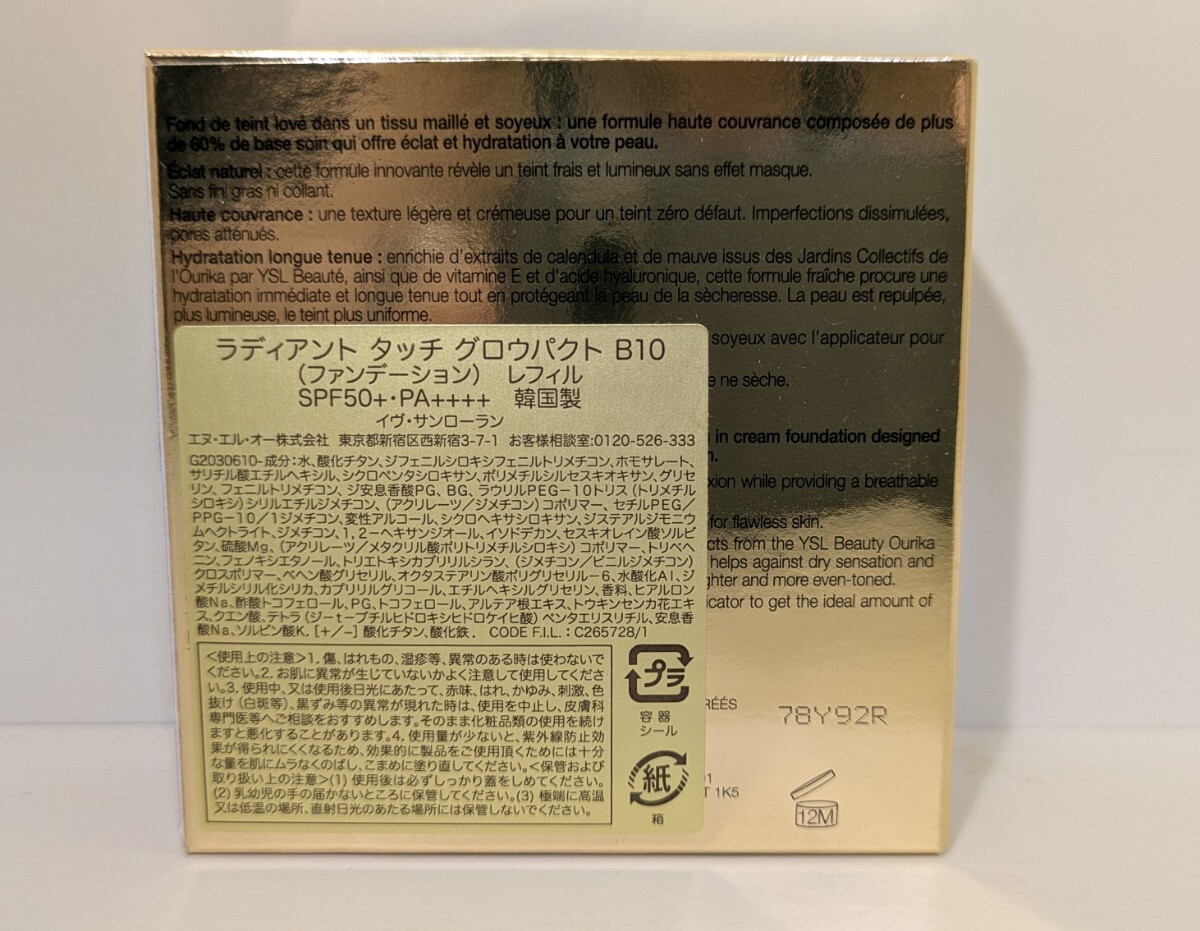 Fond de teint lové dans un tissu maillé et soyeux : une formule haute couvrance composée de plus
de 60% de base soin qui offre éclat et hydratation à votre peau.
Éclat naturel : cette formule innovante révèle un teint frais et lumineux sans effet masque.
Sans fini gras ni collant.
Haute couvrance : une texture légère et crémeuse pour un teint zéro défaut. Imperfections dissimulées,
pores atténués.
Hydratation longue tenue : enrichie d'extraits de calendula et de mauve issus des Jardins Collectifs de
l'Ourika par YSL Beauté, ainsi que de vitamine E et d'acide hyaluronique, cette formule fraîche procure une
hydratation immédiate et longue tenue tout en protégeant la peau de la sècheresse. La peau est repulpée,
plus lumineuse, le teint plus uniforme.
soyeux avec l'applicateur pour
ne sèche.
in cream foundation designed
xion while providing a breathable
for flawless skin.
cts from the YSL Beauty Ourika
helps against dry sensation and
ghter and more even-toned.
licator to get the ideal amount of
RÉÉS
78Y92R
01
T 1K5
12M
ラディアント タッチ グロウパクト B10
(ファンデーション) レフィル
SPF50+・PA++++ 韓国製
イヴ・サンローラン
エヌ・エル・オー株式会社 東京都新宿区西新宿3-7-1 お客様相談室:0120-526-333
G2030610-成分:水、酸化チタン、ジフェニルシロキシフェニルトリメチコン、ホモサレート、
サリチル酸エチルヘキシル、シクロペンタシロキサン、ポリメチルシルセスキオキサン、グリセ
リン、フェニルトリメチコン、ジ安息香酸PG、BG、ラウリルPEG-10トリス(トリメチル
シロキシ)シリルエチルジメチコン、(アクリレーツ/ジメチコン)コポリマー、セチルPEG/
PPG-10/1ジメチコン、変性アルコール、シクロヘキサシロキサン、ジステアルジモニウ
ムヘクトライト、ジメチコン、1,2-ヘキサンジオール、イソドデカン、セスキオレイン酸ソルビ
タン、硫酸Mg、(アクリレーツ/メタクリル酸ポリトリメチルシロキシ)コポリマー、トリベヘ
ニン、フェノキシエタノール、トリエトキシカプリリルシラン、(ジメチコン/ビニルジメチコン)
クロスポリマー、ベヘン酸グリセリル、オクタステアリン酸ポリグリセリル-6、水酸化Al、ジ
メチルシリル化シリカ、カプリリルグリコール、エチルヘキシルグリセリン、香料、ヒアルロン
酸Na、酢酸トコフェロール、PG、トコフェロール、アルテア根エキス、トウキンセンカ花エキ
ス、クエン酸、テトラ(ジーtーブチルヒドロキシヒドロケイヒ酸)ペンタエリスリチル、安息香
酸Na、ソルビン酸K. [+/-] 酸化チタン、酸化鉄. CODE F.I.L. : C265728/1
<使用上の注意>1. 傷、はれもの、湿疹等、異常のある時は使わないで
ください。2. お肌に異常が生じていないかよく注意して使用してくださ
い。3. 使用中、又は使用後日光にあたって、赤味、はれ、かゆみ、刺激、色
抜け(白斑等)、黒ずみ等の異常が現れた時は、使用を中止し、皮膚科
専門医等へご相談をおすすめします。そのまま化粧品類の使用を続け
ますと悪化することがあります。4. 使用量が少ないと、紫外線防止効
果が得られにくくなるため、効果的に製品をご使用頂くためには十分
な量を肌にムラなくのばし、こまめに塗り直してください。<保管および
取り扱い上の注意>(1) 使用後は必ずしっかり蓋をしめてください。
(2) 乳幼児の手の届かないところに保管してください。(3) 極端に高温
又は低温の場所、直射日光のあたる場所には保管しないでください。
プラ
容器
シール
紙
箱